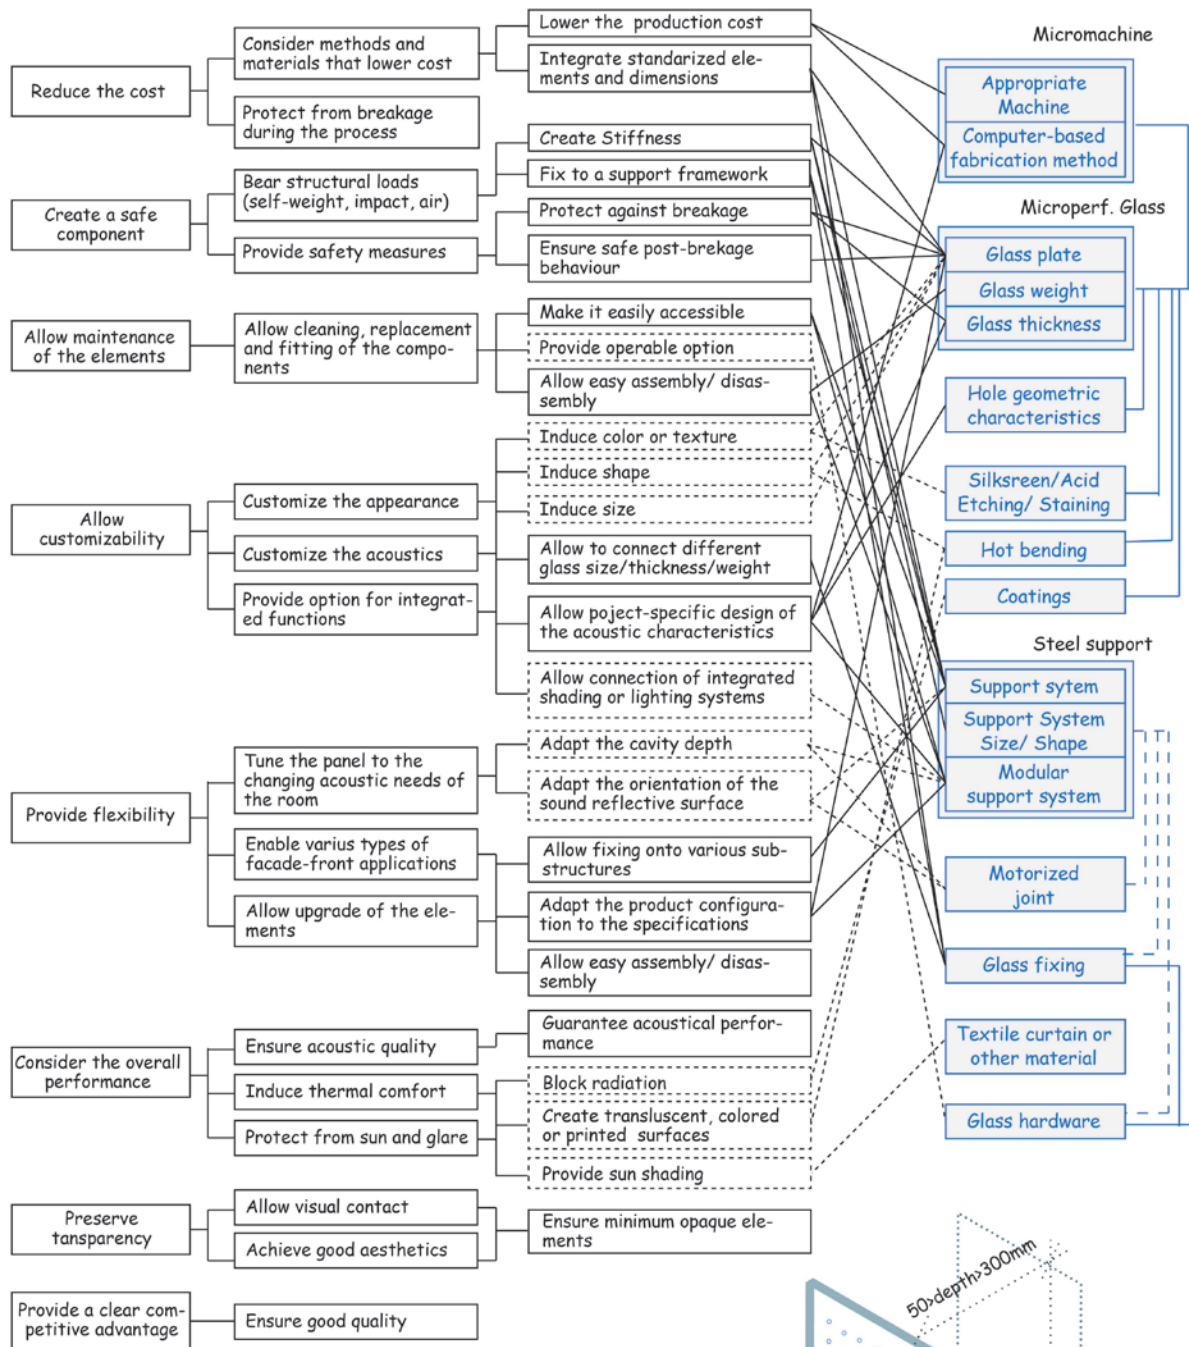 Reduce the cost
Consider methods and
materials that lower cost
Protect from breakage
during the process
Lower the production cost
Integrate standarized ele-
ments and dimensions
Create a safe
component
Bear structural loads
(self-weight, impact, air)
Provide safety measures
Create Stiffness
Fix to a support framework
Protect against breakage
Ensure safe post-brekage
behaviour
Allow maintenance
of the elements
Allow cleaning, replacement
and fitting of the compo-
nents
Make it easily accessible
Provide operable option
Allow easy assembly/ disas-
sembly
Allow
customizability
Customize the appearance
Customize the acoustics
Provide option for integrat-
ed functions
Induce color or texture
Induce shape
Induce size
Allow to connect different
glass size/thickness/weight
Allow poject-specific design of
the acoustic characteristics
Allow connection of integrated
shading or lighting systems
Provide flexibility
Tune the panel to the
changing acoustic needs of
the room
Enable varius types of
facade-front applications
Allow upgrade of the ele-
ments
Adapt the cavity depth
Adapt the orientation of the
sound reflective surface
Allow fixing onto various sub-
structures
Adapt the product configura-
tion to the specifications
Allow easy assembly/ disas-
sembly
Consider the overall
performance
Ensure acoustic quality
Induce thermal comfort
Protect from sun and glare
Guarantee acoustical perfor-
mance
Block radiation
Create transluscent, colored
or printed surfaces
Provide sun shading
Preserve
tansparency
Allow visual contact
Achieve good aesthetics
Ensure minimum opaque ele-
ments
Provide a clear com-
petitive advantage
Ensure good quality
Micromachine
Appropriate
Machine
Computer-based
fabrication method
Microperf. Glass
Glass plate
Glass weight
Glass thickness
Hole geometric
characteristics
Silksreen/Acid
Etching/ Staining
Hot bending
Coatings
Steel support
Support sytem
Support System
Size/ Shape
Modular
support system
Motorized
joint
Glass fixing
Textile curtain or
other material
Glass hardware
50>depth>300mm